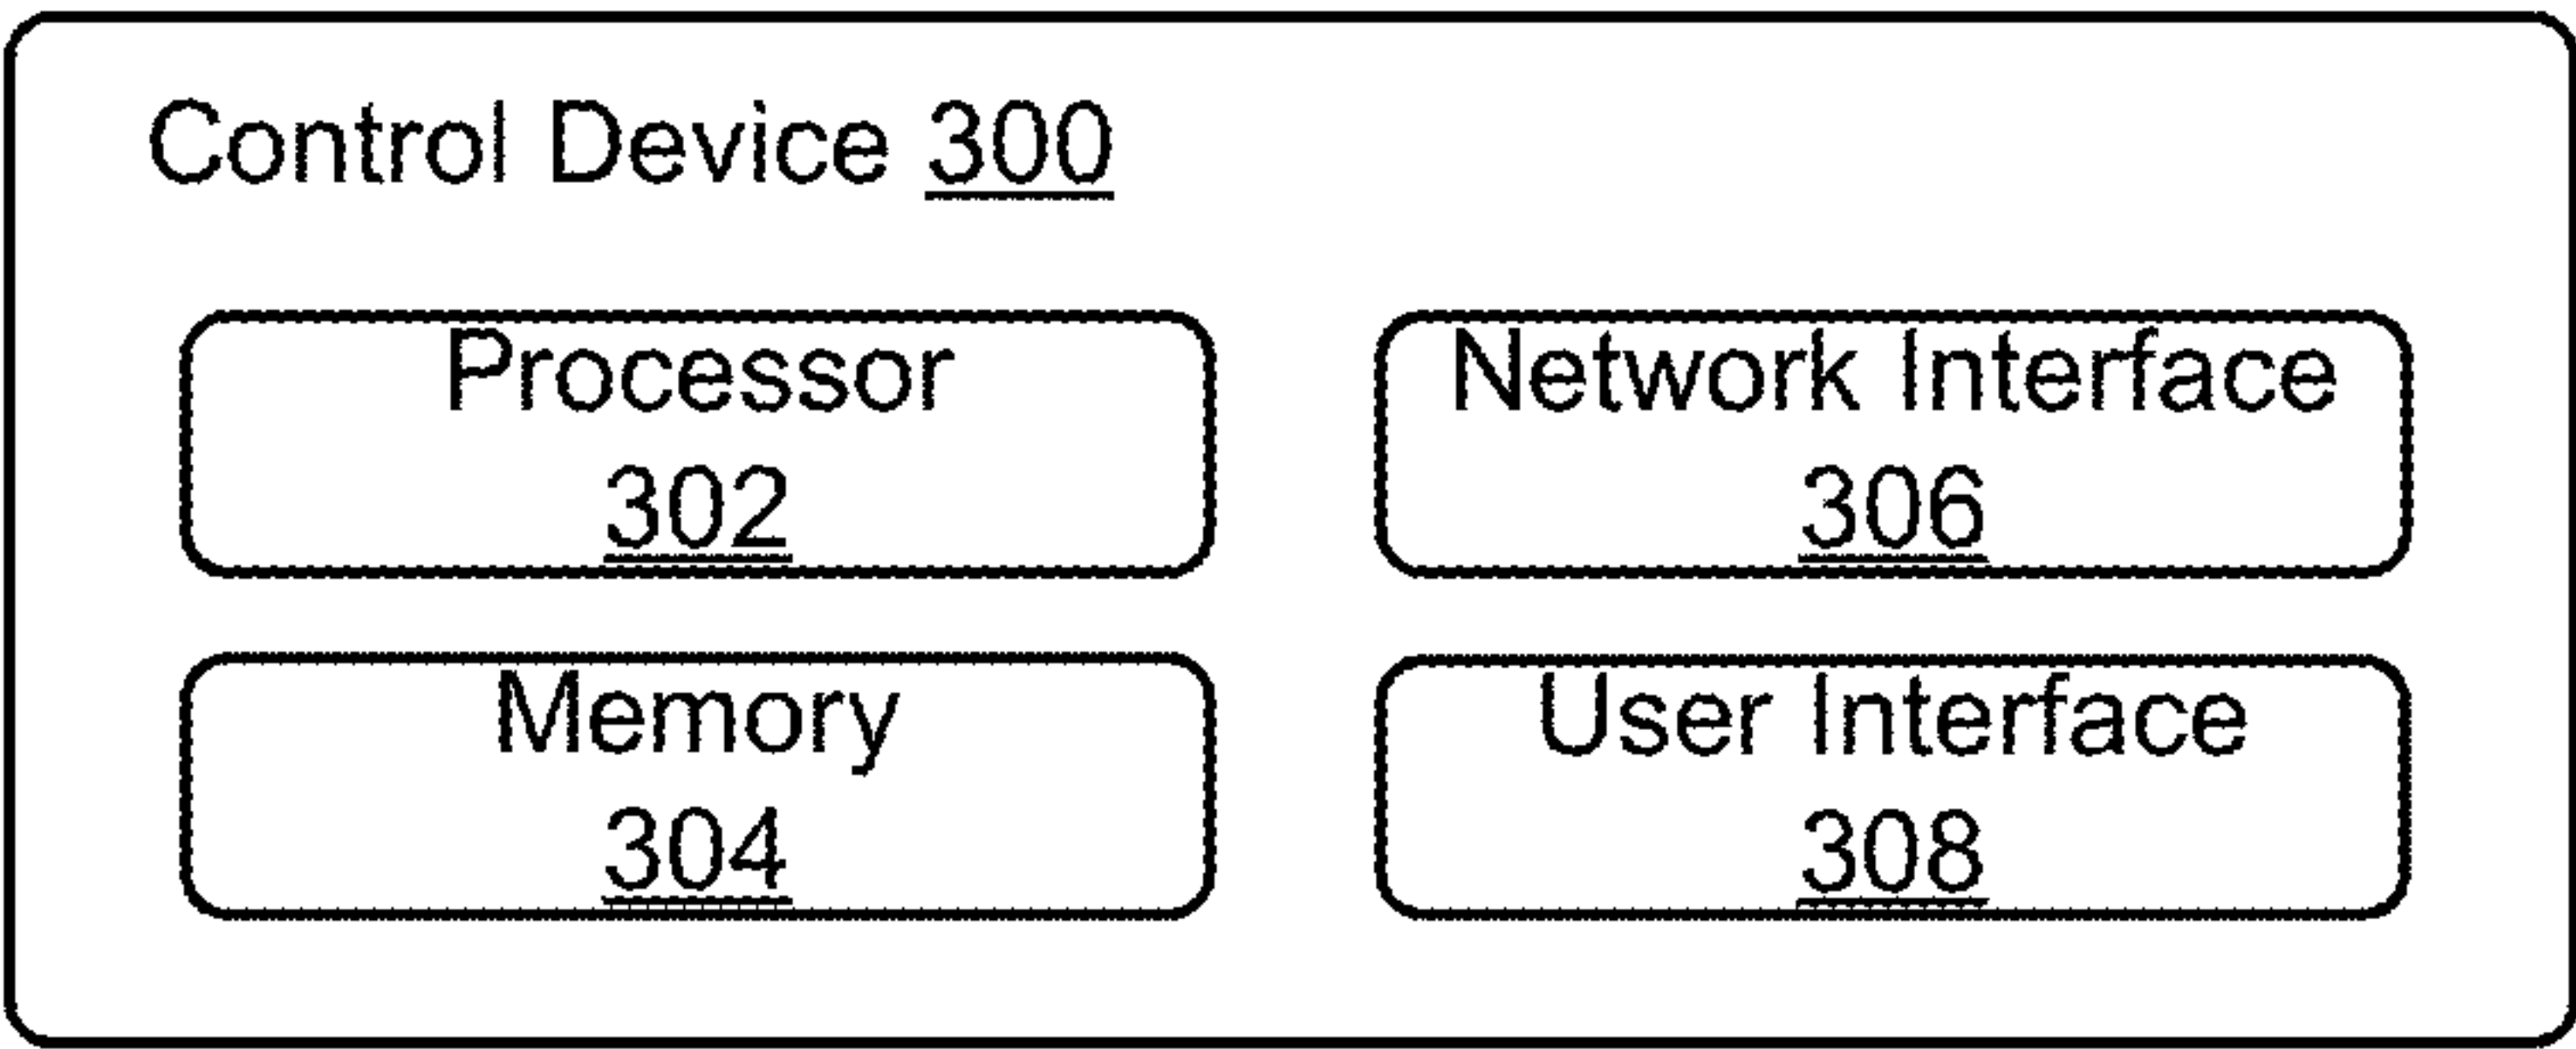 Control Device 300
Processor
302
Network Interface
306
Memory
304
User Interface
308